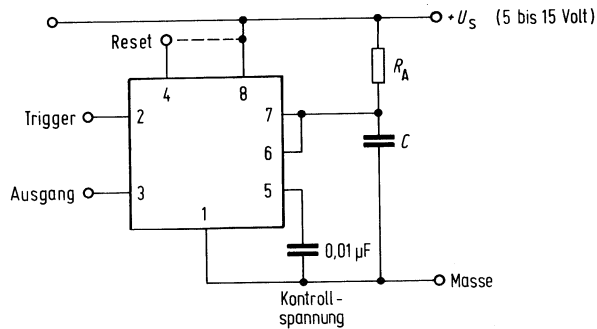 +U_S (5 bis 15 Volt)
Reset
R_A
4 8
Trigger 2 7
C
6
Ausgang 3 5
1
0,01 µF
Masse
Kontroll-
spannung